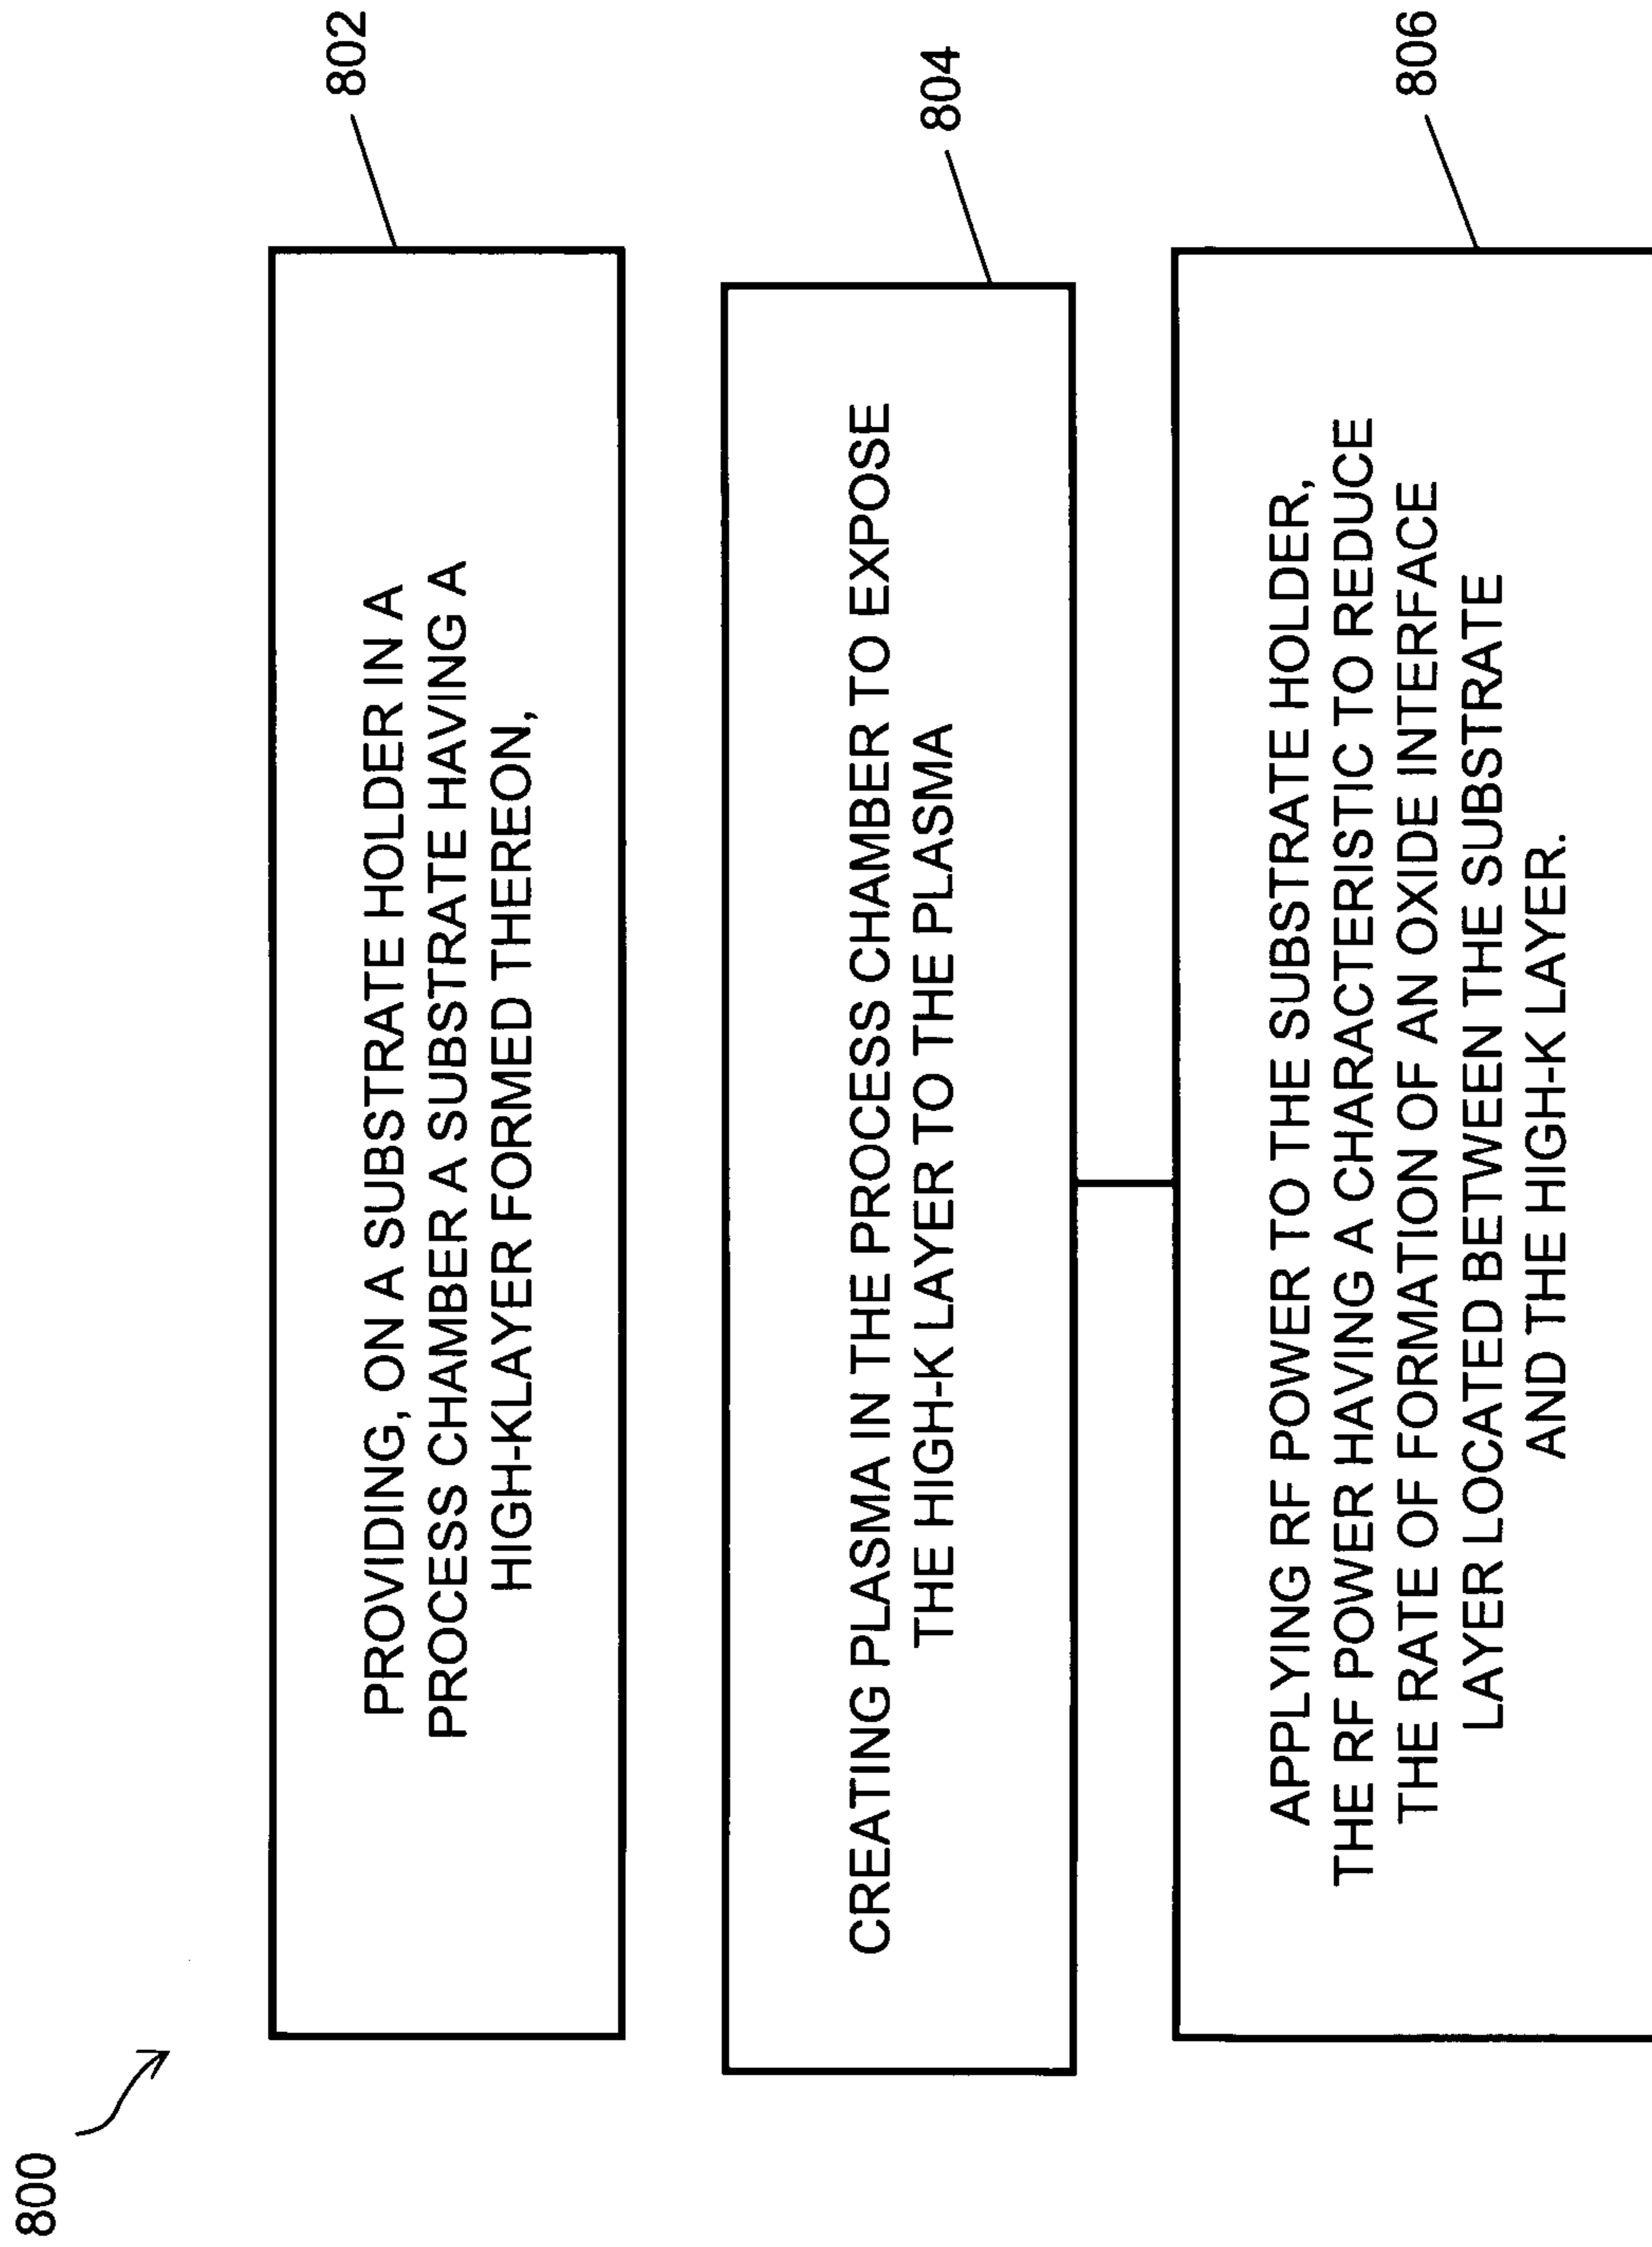 800
PROVIDING, ON A SUBSTRATE HOLDER IN A
PROCESS CHAMBER A SUBSTRATE HAVING A
HIGH-KLAYER FORMED THEREON,
802
CREATING PLASMA IN THE PROCESS CHAMBER TO EXPOSE
THE HIGH-K LAYER TO THE PLASMA
804
APPLYING RF POWER TO THE SUBSTRATE HOLDER,
THE RF POWER HAVING A CHARACTERISTIC TO REDUCE
THE RATE OF FORMATION OF AN OXIDE INTERFACE
LAYER LOCATED BETWEEN THE SUBSTRATE
AND THE HIGH-K LAYER.
806